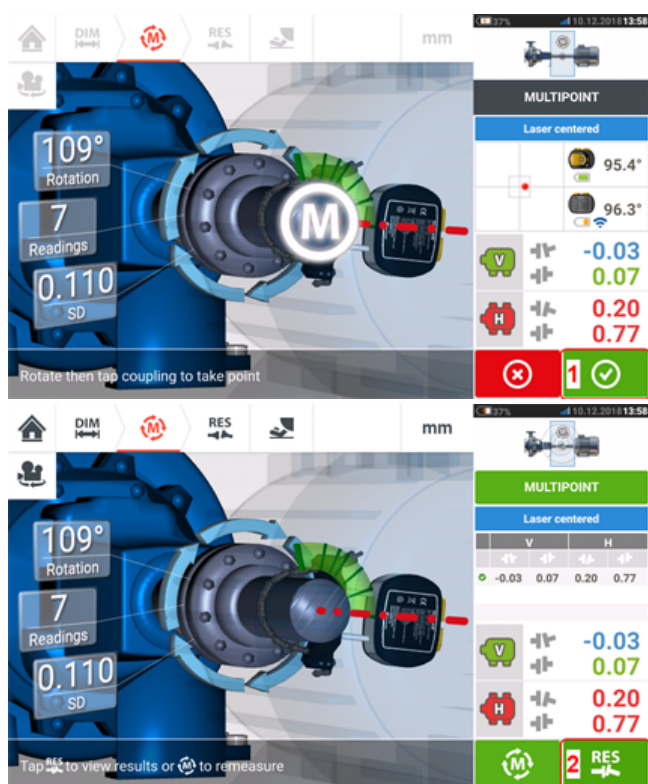 DIM
RES
mm
37%
10.12.2018 13:58
MULTIPOINT
Laser centered
109°
Rotation
7
Readings
0.110
SD
M
95.4°
96.3°
V
-0.03
0.07
H
0.20
0.77
Rotate then tap coupling to take point
1
DIM
M
RES
mm
37%
10.12.2018 13:58
MULTIPOINT
Laser centered
V H
-0.03 0.07 0.20 0.77
109°
Rotation
7
Readings
0.110
SD
V
-0.03
0.07
H
0.20
0.77
Tap RES to view results or M to remeasure
M
2 RES